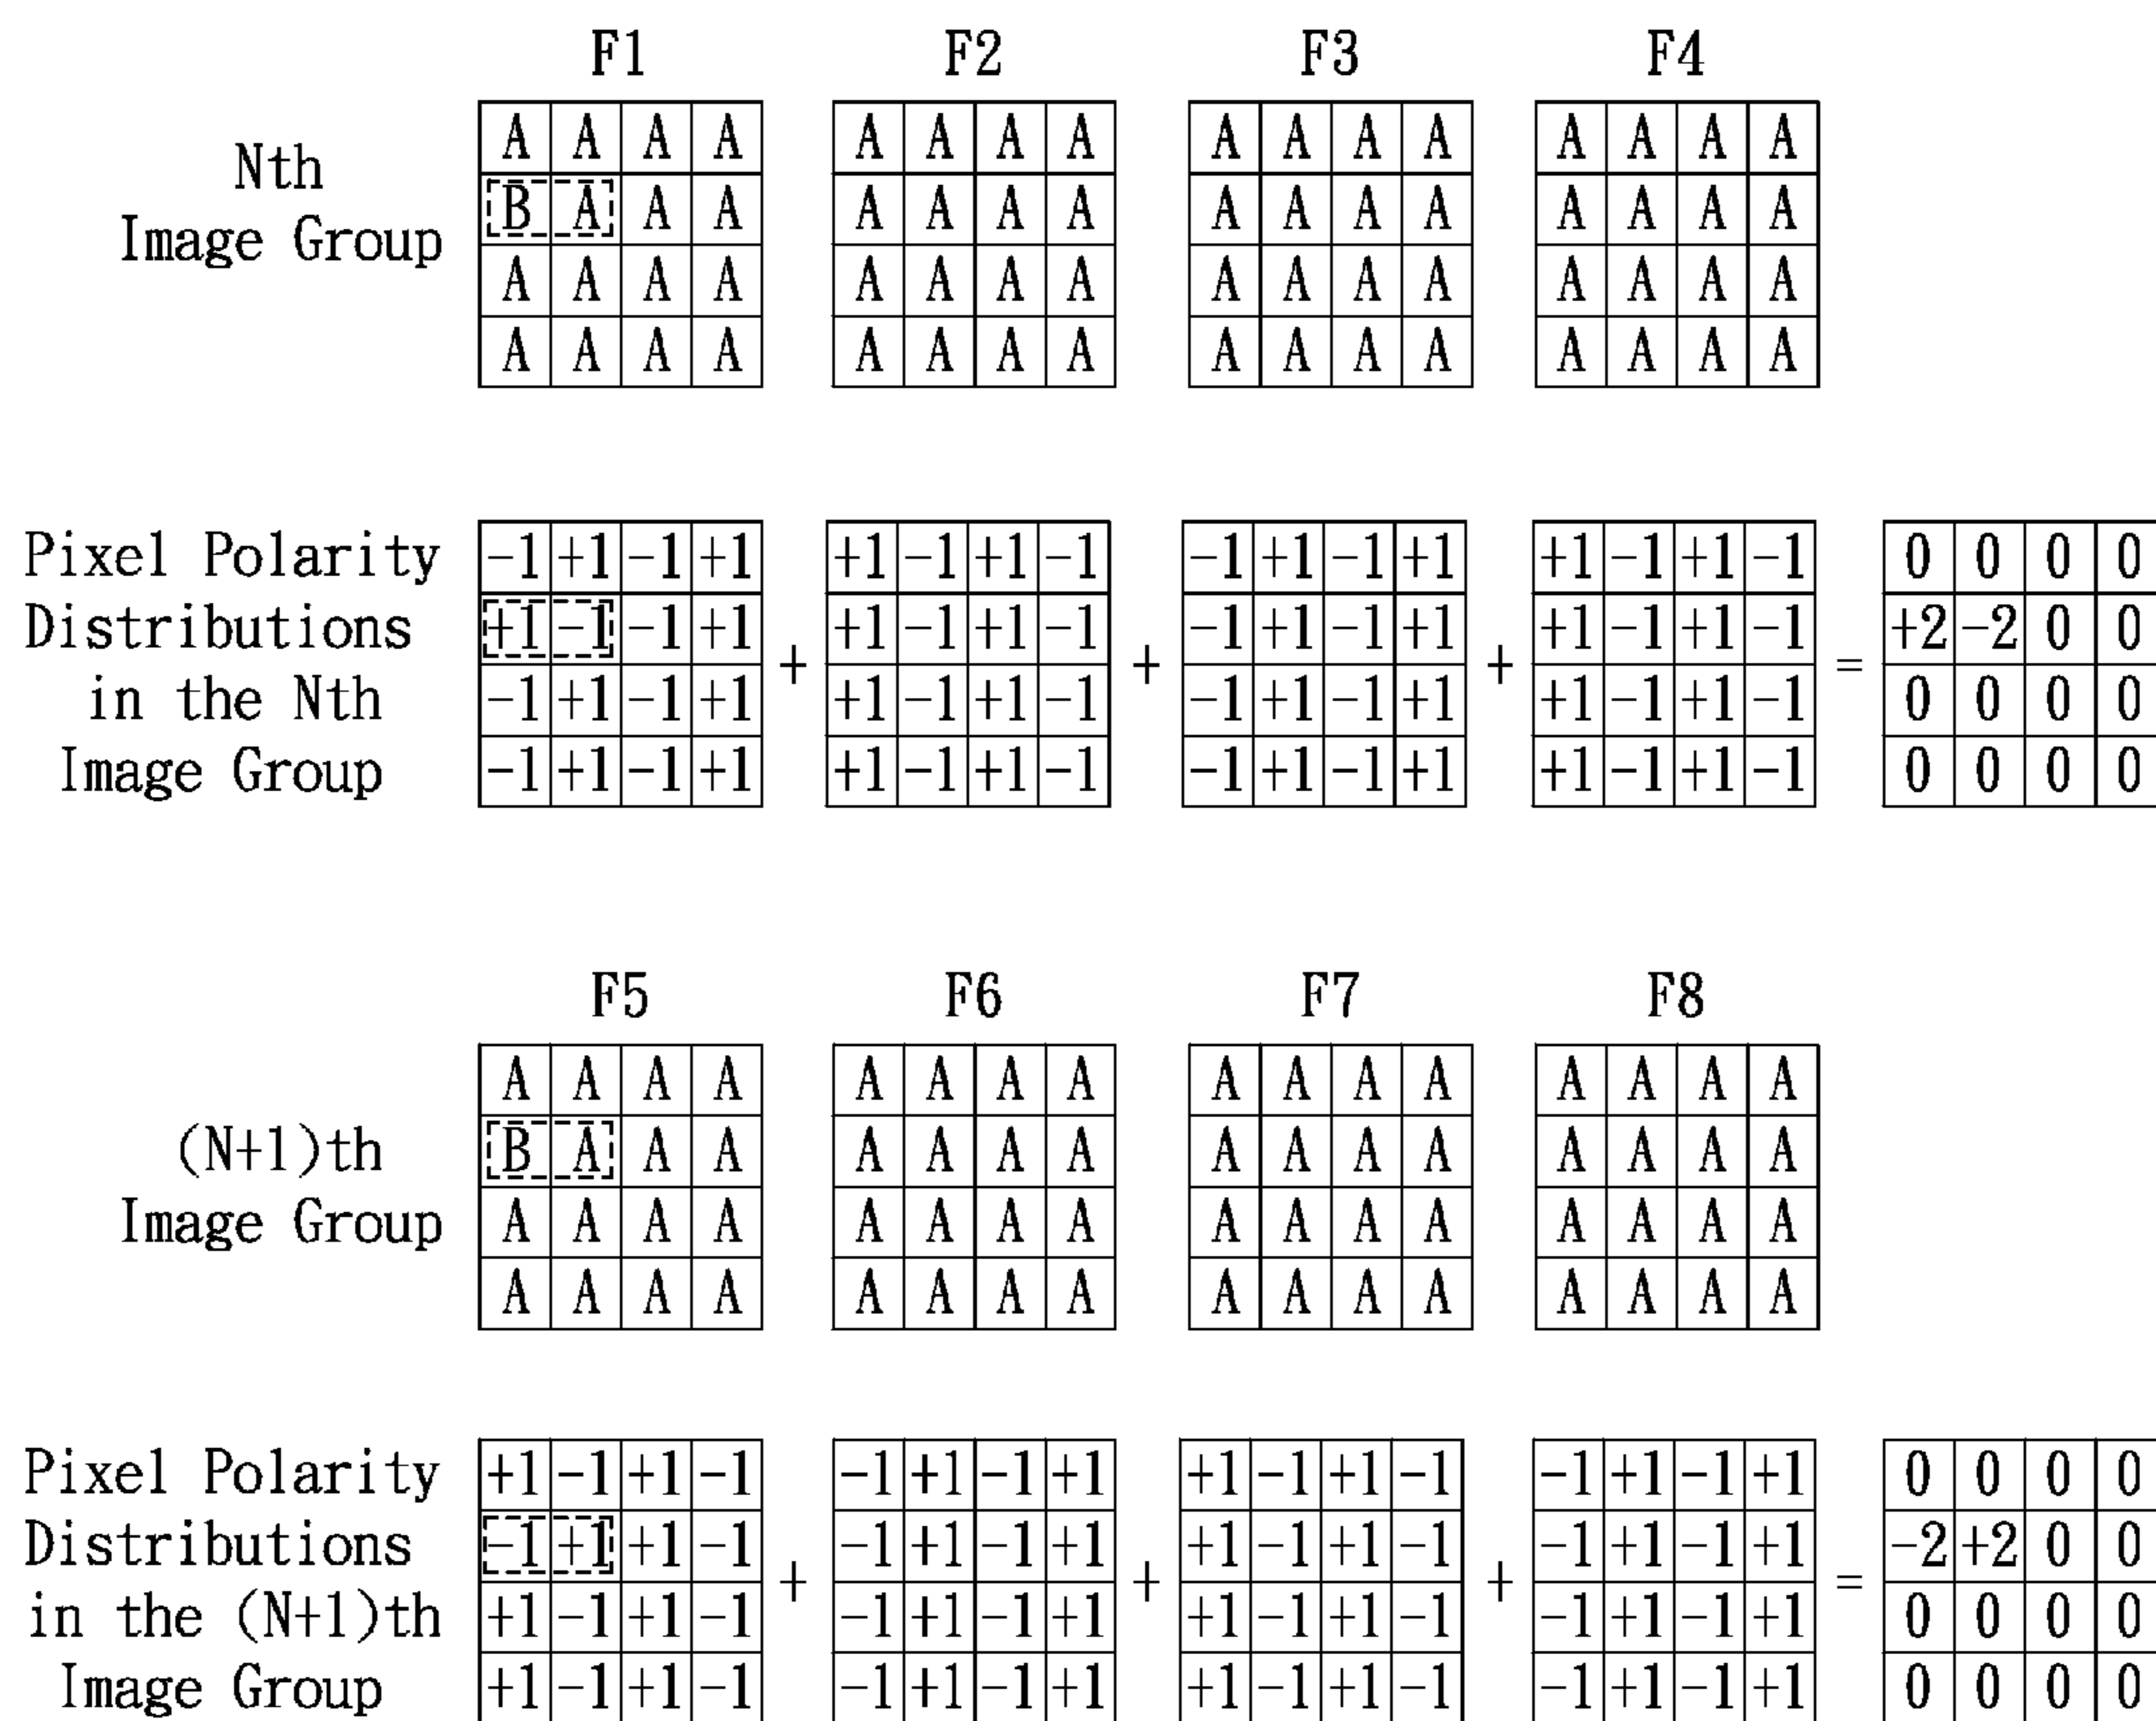 F1 F2 F3 F4
Nth
Image Group
A A A A A A A A A A A A A A A A
B A A A A A A A A A A A A A A A
A A A A A A A A A A A A A A A A
A A A A A A A A A A A A A A A A
Pixel Polarity
Distributions
in the Nth
Image Group
-1 +1 -1 +1 +1 -1 +1 -1 -1 +1 -1 +1 +1 -1 +1 -1 0 0 0 0
+1 -1 -1 +1 +1 -1 +1 -1 -1 +1 -1 +1 +1 -1 +1 -1 +2 -2 0 0
+ + + =
-1 +1 -1 +1 +1 -1 +1 -1 -1 +1 -1 +1 +1 -1 +1 -1 0 0 0 0
-1 +1 -1 +1 +1 -1 +1 -1 -1 +1 -1 +1 +1 -1 +1 -1 0 0 0 0
F5 F6 F7 F8
(N+1)th
Image Group
A A A A A A A A A A A A A A A A
B A A A A A A A A A A A A A A A
A A A A A A A A A A A A A A A A
A A A A A A A A A A A A A A A A
Pixel Polarity
Distributions
in the (N+1)th
Image Group
+1 -1 +1 -1 -1 +1 -1 +1 +1 -1 +1 -1 -1 +1 -1 +1 0 0 0 0
-1 +1 +1 -1 -1 +1 -1 +1 +1 -1 +1 -1 -1 +1 -1 +1 -2 +2 0 0
+ + + =
+1 -1 +1 -1 -1 +1 -1 +1 +1 -1 +1 -1 -1 +1 -1 +1 0 0 0 0
+1 -1 +1 -1 -1 +1 -1 +1 +1 -1 +1 -1 -1 +1 -1 +1 0 0 0 0